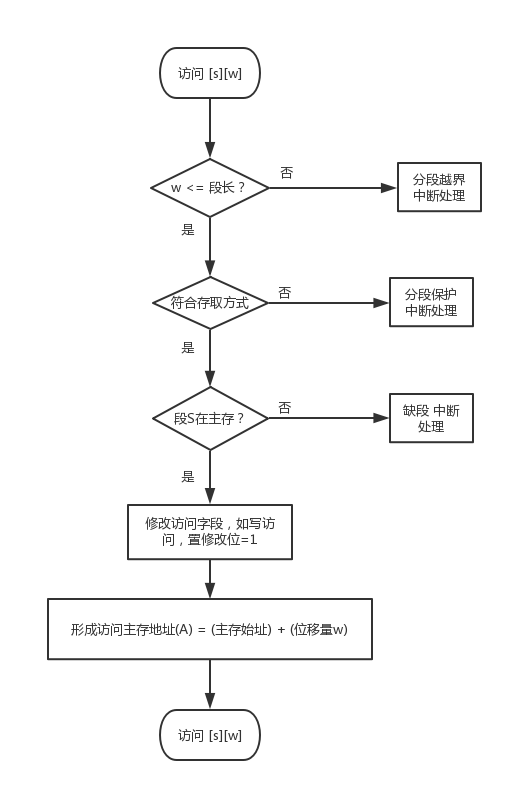 访问 [s][w]
w <= 段长？
否
分段越界
中断处理
是
符合存取方式
否
分段保护
中断处理
是
段S在主存？
否
缺段 中断
处理
是
修改访问字段，如写访
问，置修改位=1
形成访问主存地址(A) = (主存始址) + (位移量w)
访问 [s][w]